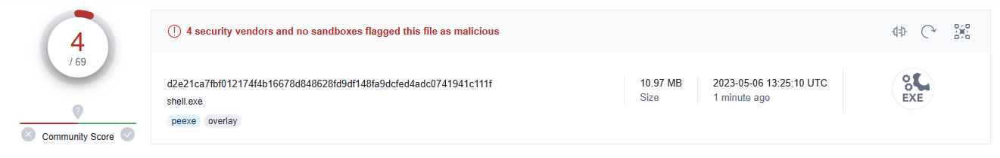 4
/ 69
?
Community Score
4 security vendors and no sandboxes flagged this file as malicious
d2e21ca7fbf012174f4b16678d848628fd9df148fa9dcfed4adc0741941c111f
shell.exe
peexe overlay
10.97 MB
Size
2023-05-06 13:25:10 UTC
1 minute ago
EXE